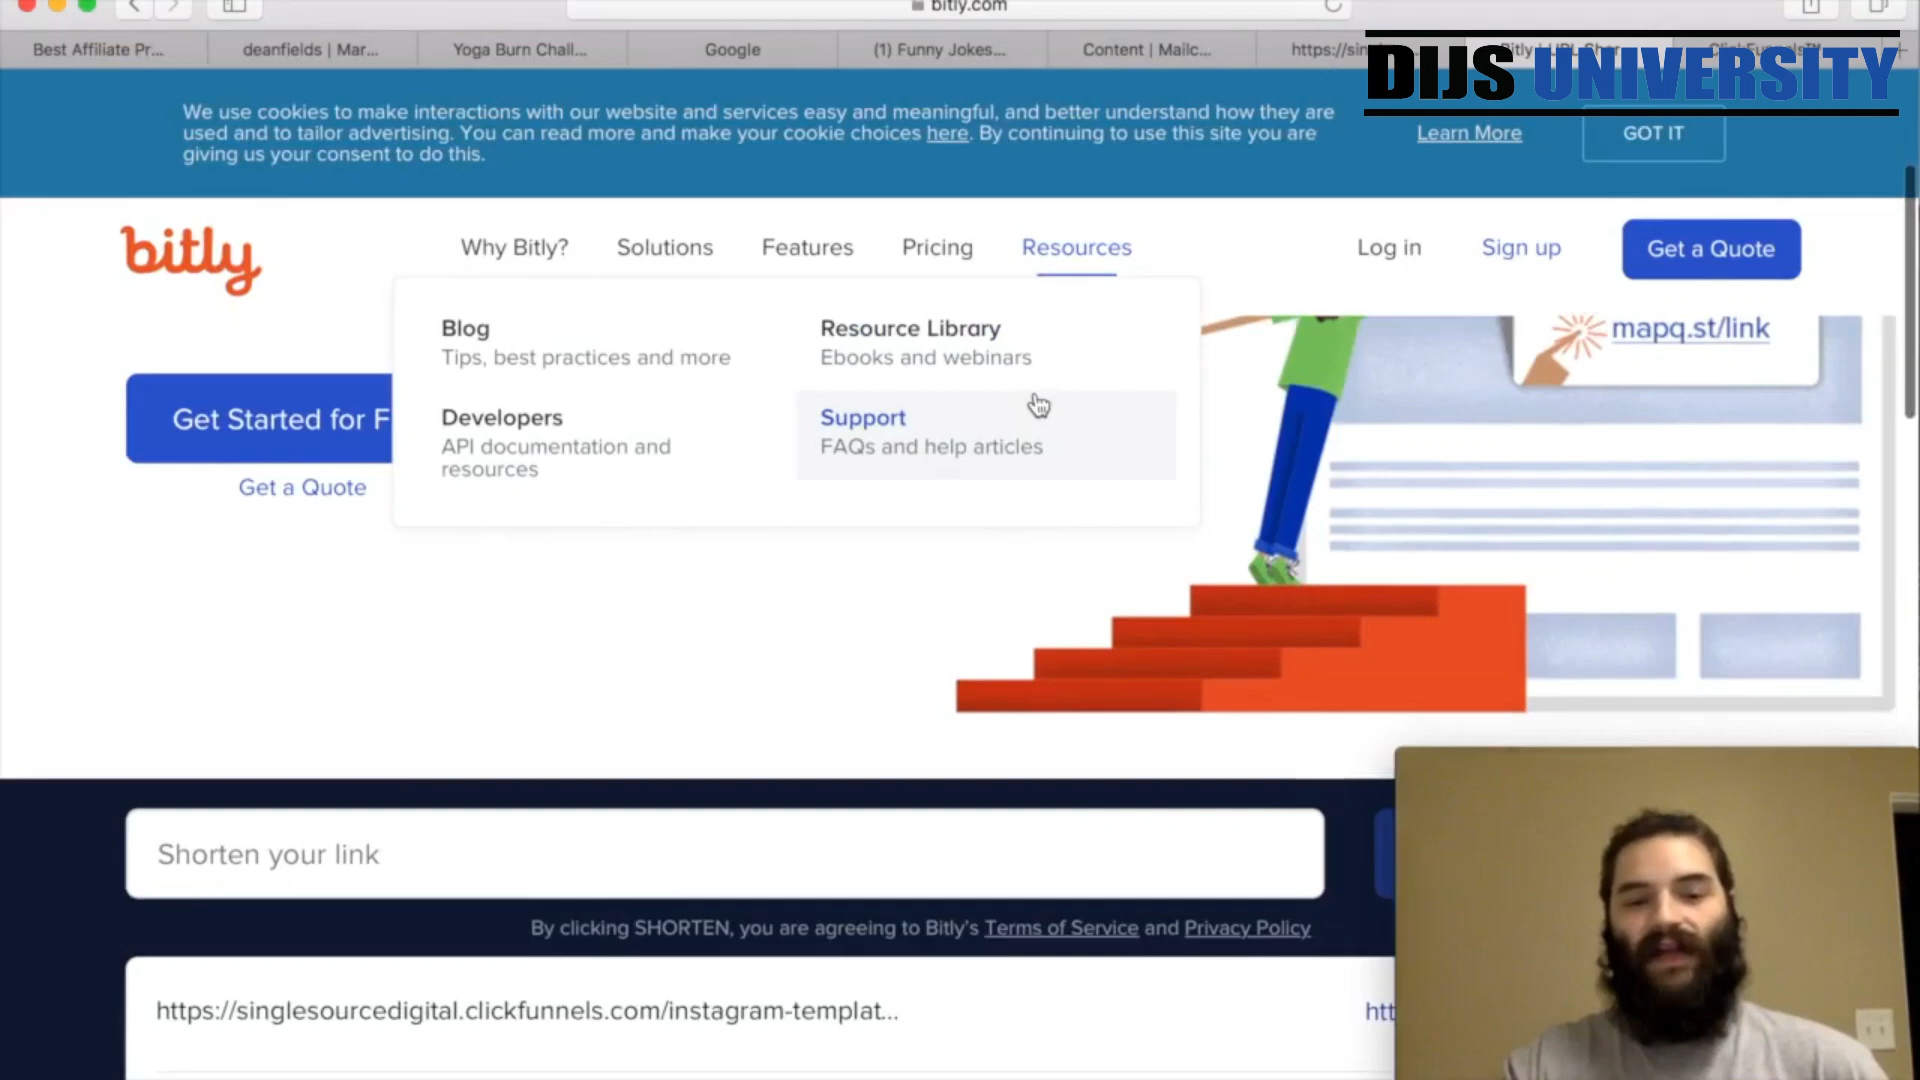 bitly.com
Best Affiliate Pr...
deanfields | Mar...
Yoga Burn Chall...
Google
(1) Funny Jokes...
Content | Mailc...
https://sin
DIJS UNIVERSITY
We use cookies to make interactions with our website and services easy and meaningful, and better understand how they are
used and to tailor advertising. You can read more and make your cookie choices here. By continuing to use this site you are
giving us your consent to do this.
Learn More
GOT IT
bitly
Why Bitly?
Solutions
Features
Pricing
Resources
Log in
Sign up
Get a Quote
Blog
Tips, best practices and more
Resource Library
Ebooks and webinars
Developers
API documentation and
resources
Support
FAQs and help articles
mapq.st/link
Get Started for F
Get a Quote
Shorten your link
By clicking SHORTEN, you are agreeing to Bitly's Terms of Service and Privacy Policy
https://singlesourcedigital.clickfunnels.com/instagram-templat...
htt